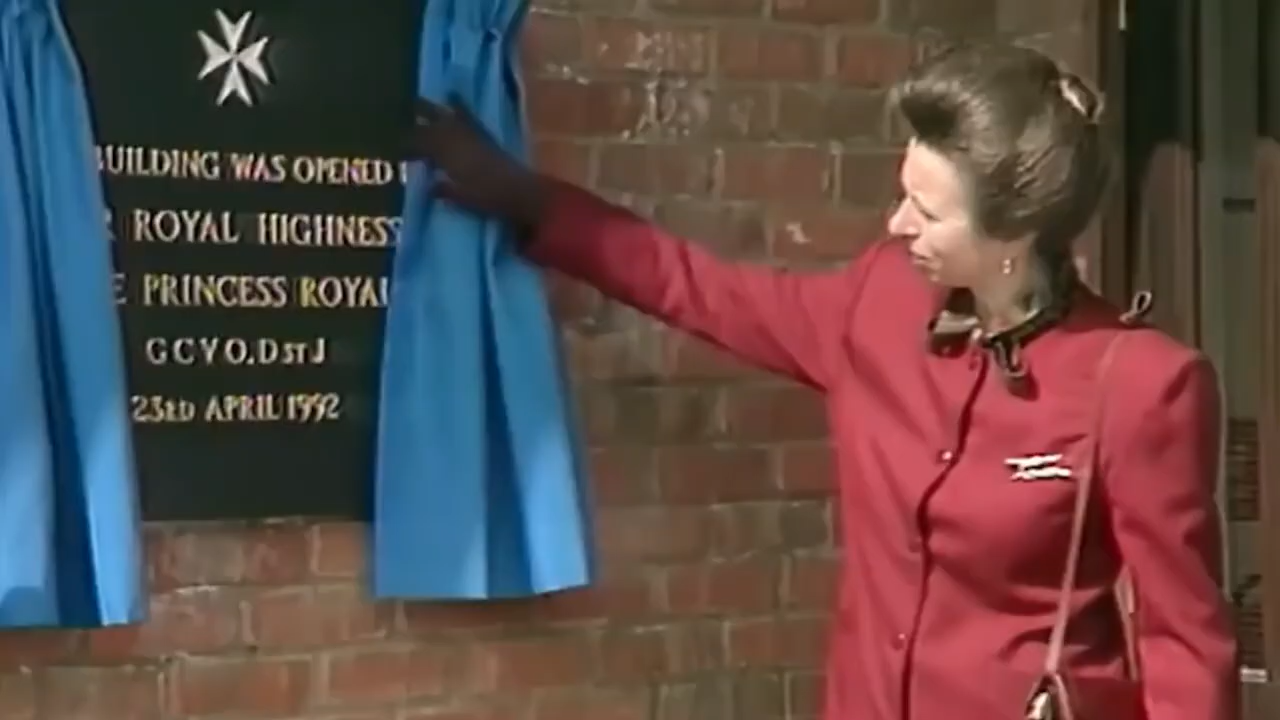 BUILDING WAS OPENED
ROYAL HIGHNESS
E PRINCESS ROYAL
G C V O. D ST J
23RD APRIL 1992